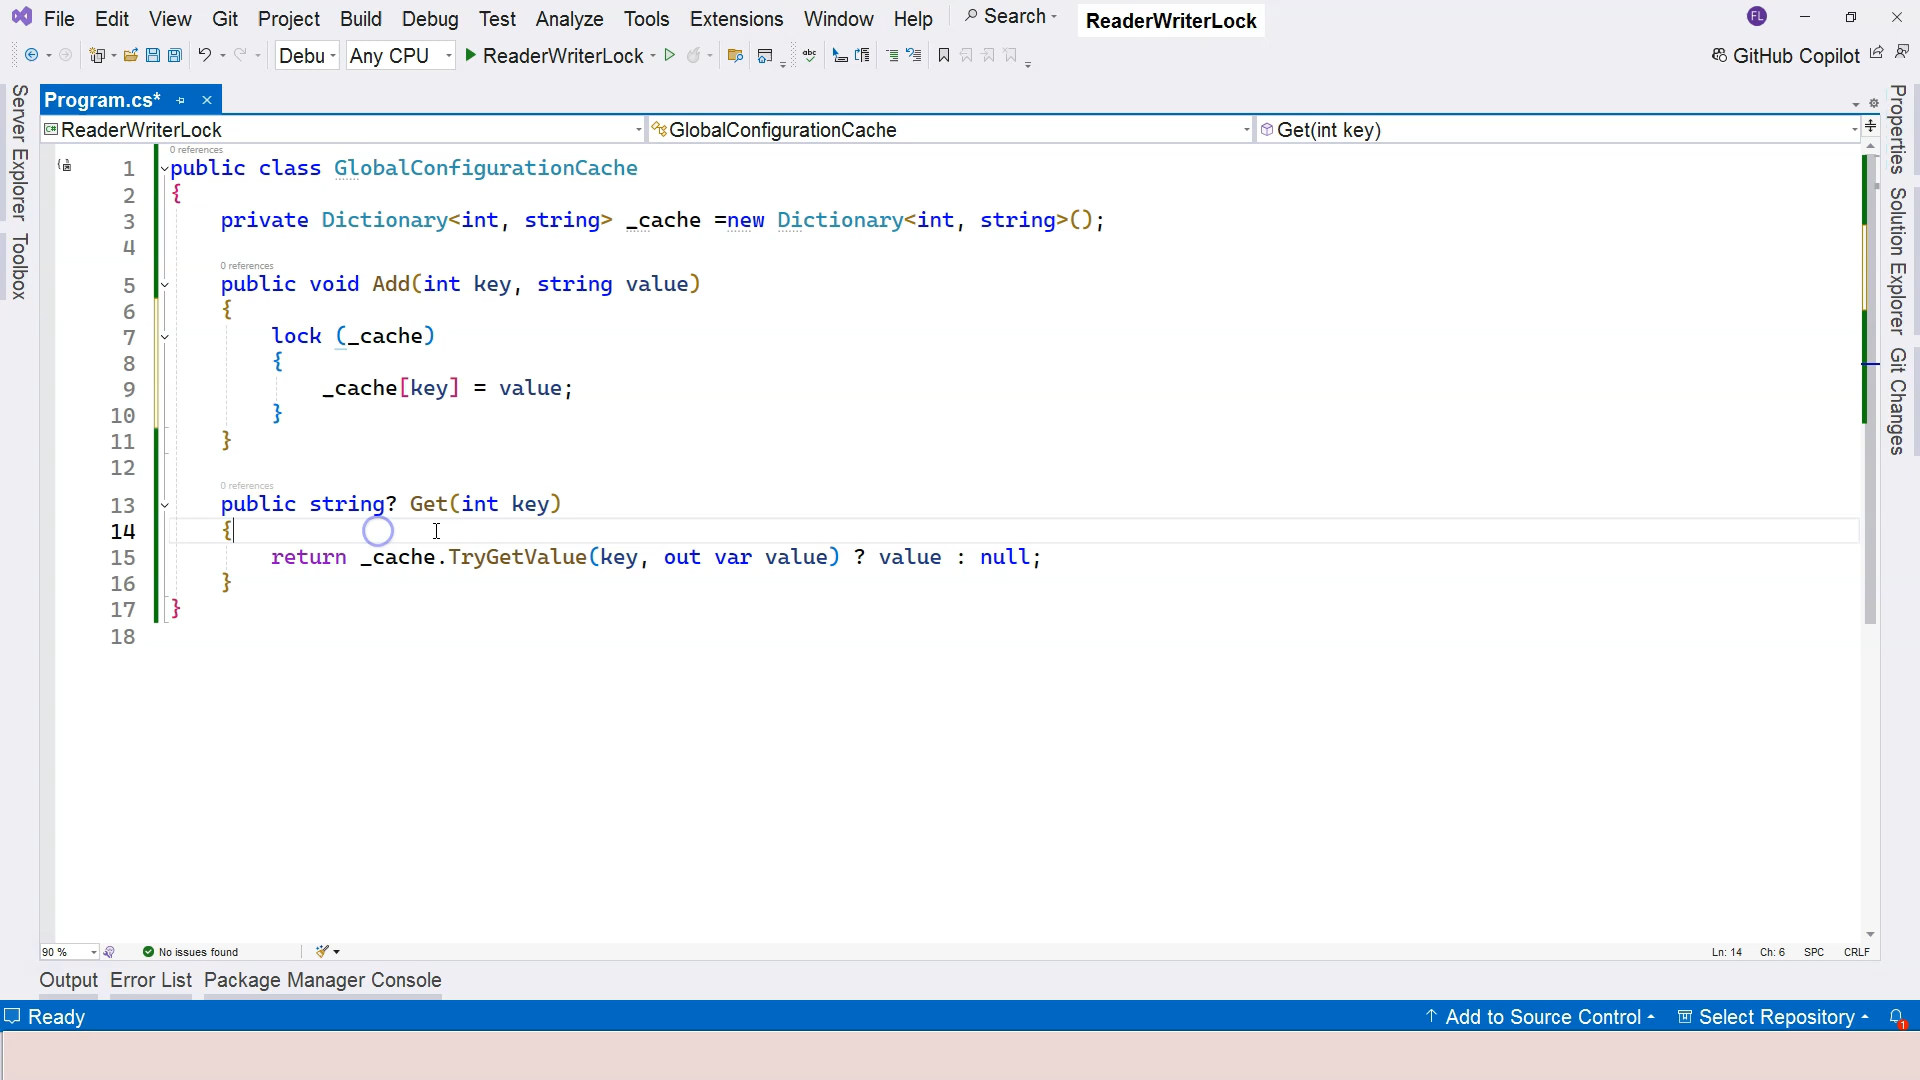 File Edit View Git Project Build Debug Test Analyze Tools Extensions Window Help Search ReaderWriterLock FL
Debu Any CPU ReaderWriterLock abc GitHub Copilot
Server Explorer Toolbox
Program.cs*
ReaderWriterLock GlobalConfigurationCache Get(int key)
0 references
1 public class GlobalConfigurationCache
2 {
3 private Dictionary<int, string> _cache =new Dictionary<int, string>();
4
0 references
5 public void Add(int key, string value)
6 {
7 lock (_cache)
8 {
9 _cache[key] = value;
10 }
11 }
12
0 references
13 public string? Get(int key)
14 {
15 return _cache.TryGetValue(key, out var value) ? value : null;
16 }
17 }
18
Properties Solution Explorer Git Changes
90 % No issues found Ln: 14 Ch: 6 SPC CRLF
Output Error List Package Manager Console
Ready Add to Source Control Select Repository 1